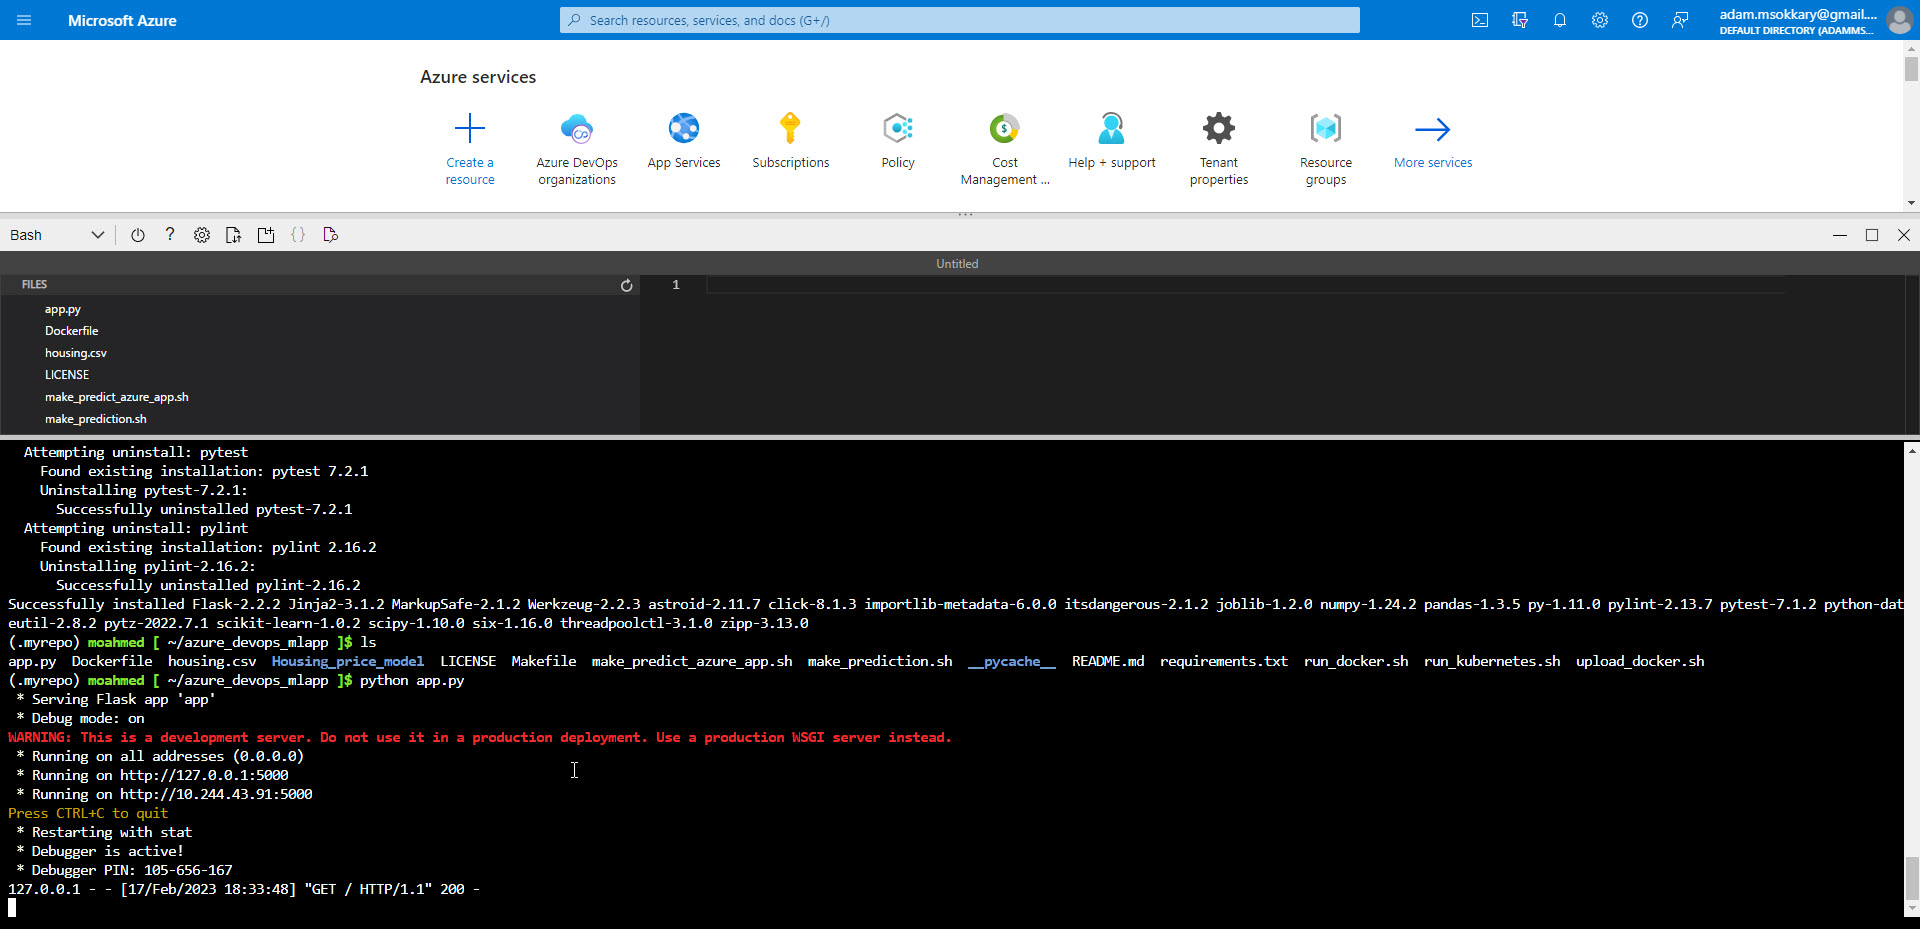 Microsoft Azure
Search resources, services, and docs (G+/)
adam.msokkary@gmail....
DEFAULT DIRECTORY (ADAMMS...
Azure services
Create a resource
Azure DevOps organizations
App Services
Subscriptions
Policy
Cost Management ...
Help + support
Tenant properties
Resource groups
More services
Bash
Untitled
FILES
1
app.py
Dockerfile
housing.csv
LICENSE
make_predict_azure_app.sh
make_prediction.sh
Attempting uninstall: pytest
Found existing installation: pytest 7.2.1
Uninstalling pytest-7.2.1:
Successfully uninstalled pytest-7.2.1
Attempting uninstall: pylint
Found existing installation: pylint 2.16.2
Uninstalling pylint-2.16.2:
Successfully uninstalled pylint-2.16.2
Successfully installed Flask-2.2.2 Jinja2-3.1.2 MarkupSafe-2.1.2 Werkzeug-2.2.3 astroid-2.11.7 click-8.1.3 importlib-metadata-6.0.0 itsdangerous-2.1.2 joblib-1.2.0 numpy-1.24.2 pandas-1.3.5 py-1.11.0 pylint-2.13.7 pytest-7.1.2 python-dat
eutil-2.8.2 pytz-2022.7.1 scikit-learn-1.0.2 scipy-1.10.0 six-1.16.0 threadpoolctl-3.1.0 zipp-3.13.0
(.myrepo) moahmed [ ~/azure_devops_mlapp ]$ ls
app.py Dockerfile housing.csv Housing_price_model LICENSE Makefile make_predict_azure_app.sh make_prediction.sh __pycache__ README.md requirements.txt run_docker.sh run_kubernetes.sh upload_docker.sh
(.myrepo) moahmed [ ~/azure_devops_mlapp ]$ python app.py
* Serving Flask app 'app'
* Debug mode: on
WARNING: This is a development server. Do not use it in a production deployment. Use a production WSGI server instead.
* Running on all addresses (0.0.0.0)
* Running on http://127.0.0.1:5000
* Running on http://10.244.43.91:5000
Press CTRL+C to quit
* Restarting with stat
* Debugger is active!
* Debugger PIN: 105-656-167
127.0.0.1 - - [17/Feb/2023 18:33:48] "GET / HTTP/1.1" 200 -